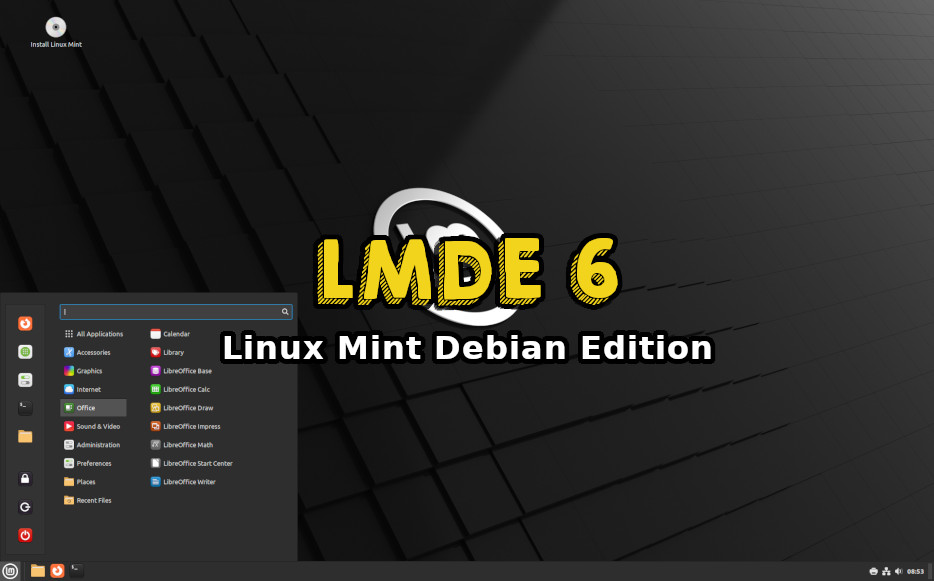 Install Linux Mint
LMDE 6
Linux Mint Debian Edition
All Applications
Accessories
Graphics
Internet
Office
Sound & Video
Administration
Preferences
Places
Recent Files
Calendar
Library
LibreOffice Base
LibreOffice Calc
LibreOffice Draw
LibreOffice Impress
LibreOffice Math
LibreOffice Start Center
LibreOffice Writer
08:53